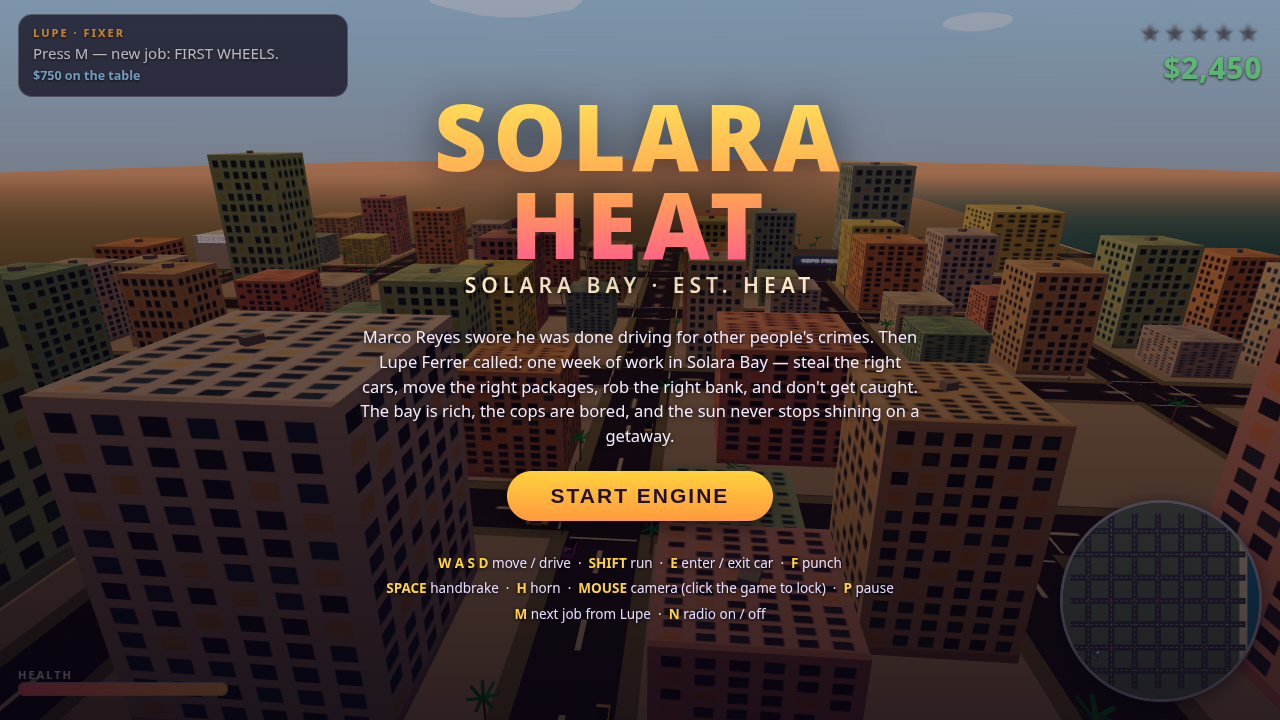 LUPE · FIXER
Press M — new job: FIRST WHEELS.
$750 on the table
★★★★★
$2,450
SOLARA
HEAT
SOLARA BAY · EST. HEAT
Marco Reyes swore he was done driving for other people's crimes. Then
Lupe Ferrer called: one week of work in Solara Bay — steal the right
cars, move the right packages, rob the right bank, and don't get caught.
The bay is rich, the cops are bored, and the sun never stops shining on a
getaway.
START ENGINE
W A S D move / drive · SHIFT run · E enter / exit car · F punch
SPACE handbrake · H horn · MOUSE camera (click the game to lock) · P pause
M next job from Lupe · N radio on / off
HEALTH